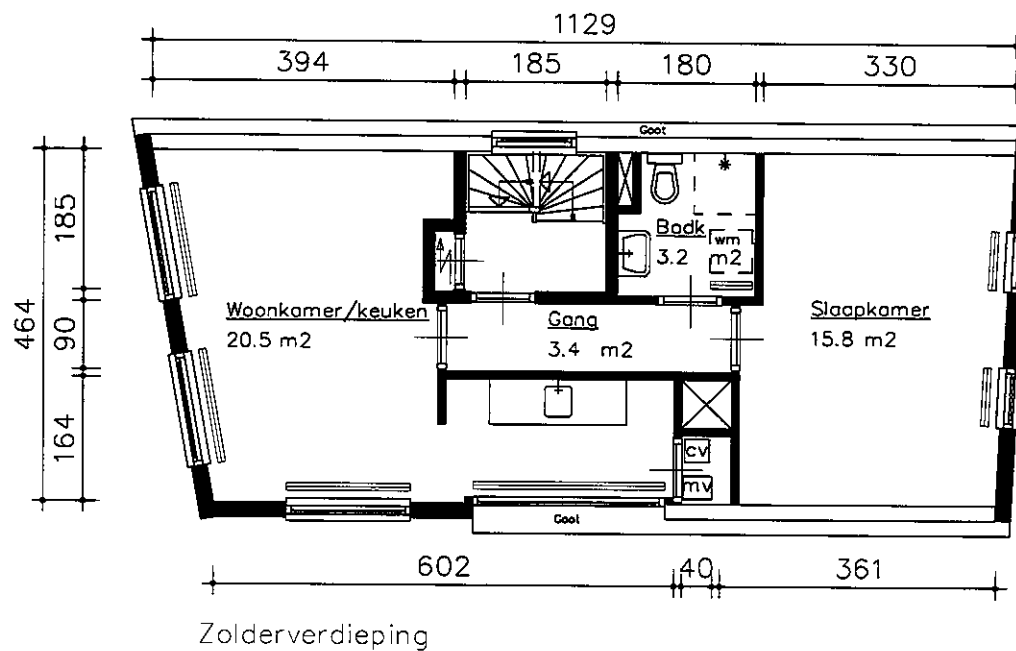 1129
394 185 180 330
Goot
464
185
90
164
Badk
3.2 m2
wm
Woonkamer/keuken
20.5 m2
Gang
3.4 m2
Slaapkamer
15.8 m2
cv
mv
Goot
602 40 361
Zolderverdieping